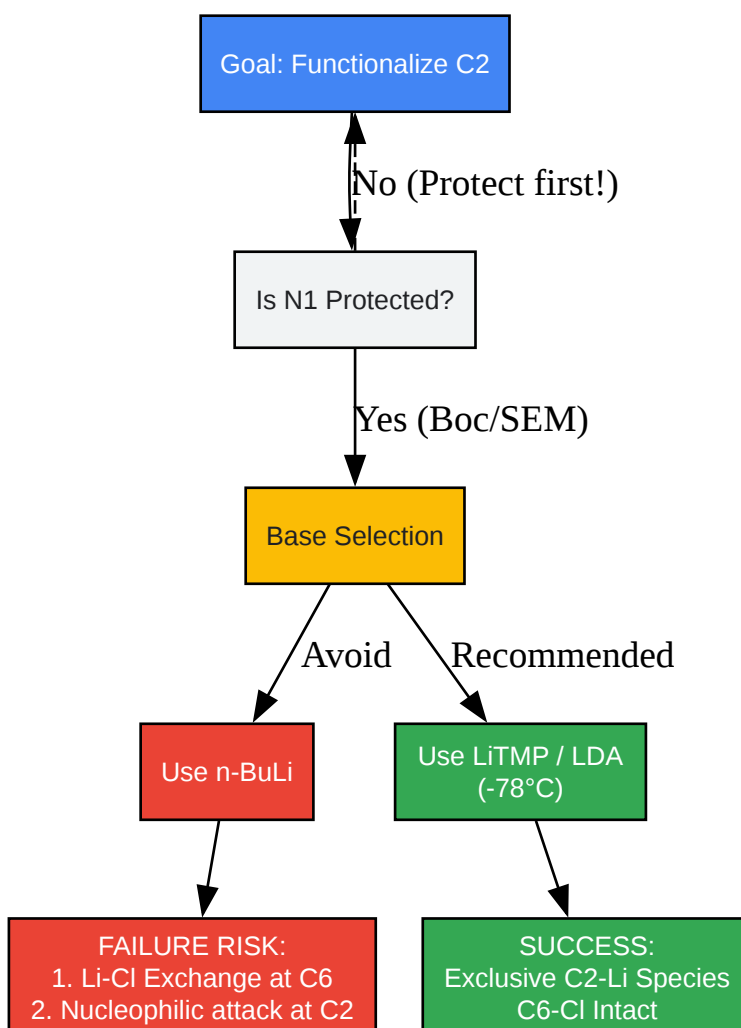 Goal: Functionalize C2
No (Protect first!)
Is N1 Protected?
Yes (Boc/SEM)
Base Selection
Avoid
Recommended
Use n-BuLi
Use LiTMP / LDA
(-78°C)
FAILURE RISK:
1. Li-Cl Exchange at C6
2. Nucleophilic attack at C2
SUCCESS:
Exclusive C2-Li Species
C6-Cl Intact